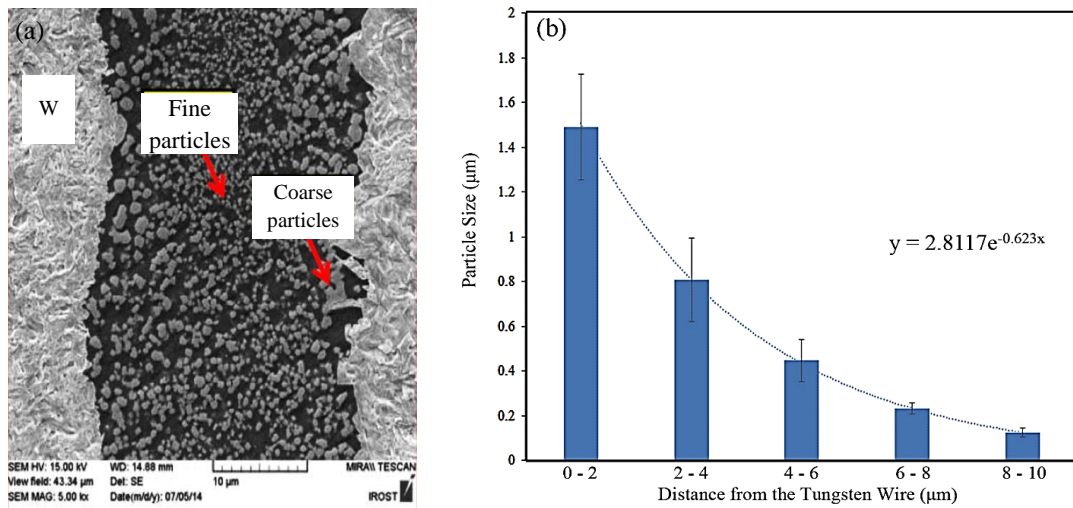 (a)
W
Fine
particles
Coarse
particles
SEM HV: 15.00 kV WD: 14.88 mm MIRA\\ TESCAN
View field: 43.34 µm Det: SE 10 µm
SEM MAG: 5.00 kx Date(m/d/y): 07/05/14 IROST
(b)
Particle Size (µm)
2
1.8
1.6
1.4
1.2
1
0.8
0.6
0.4
0.2
0
y = 2.8117e-0.623x
0 - 2 2 - 4 4 - 6 6 - 8 8 - 10
Distance from the Tungsten Wire (µm)